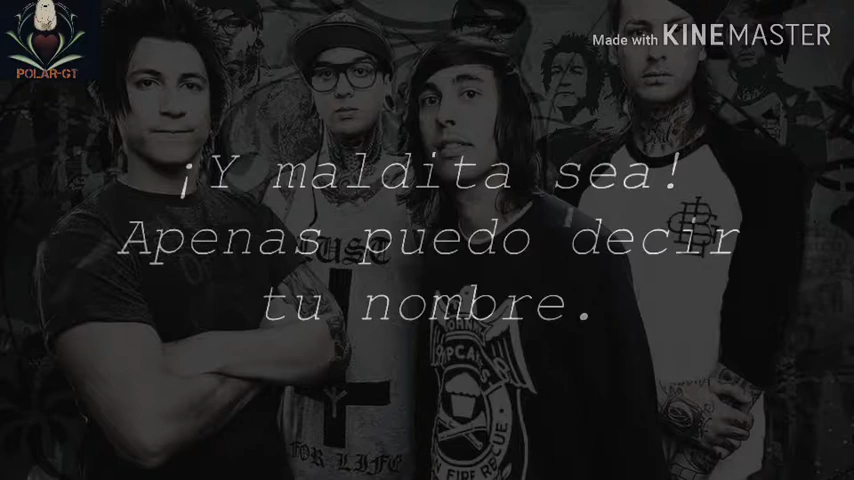 POLAR-GT
Made with KINEMASTER
¡Y maldita sea!
Apenas puedo decir
tu nombre.
FOR LIFE